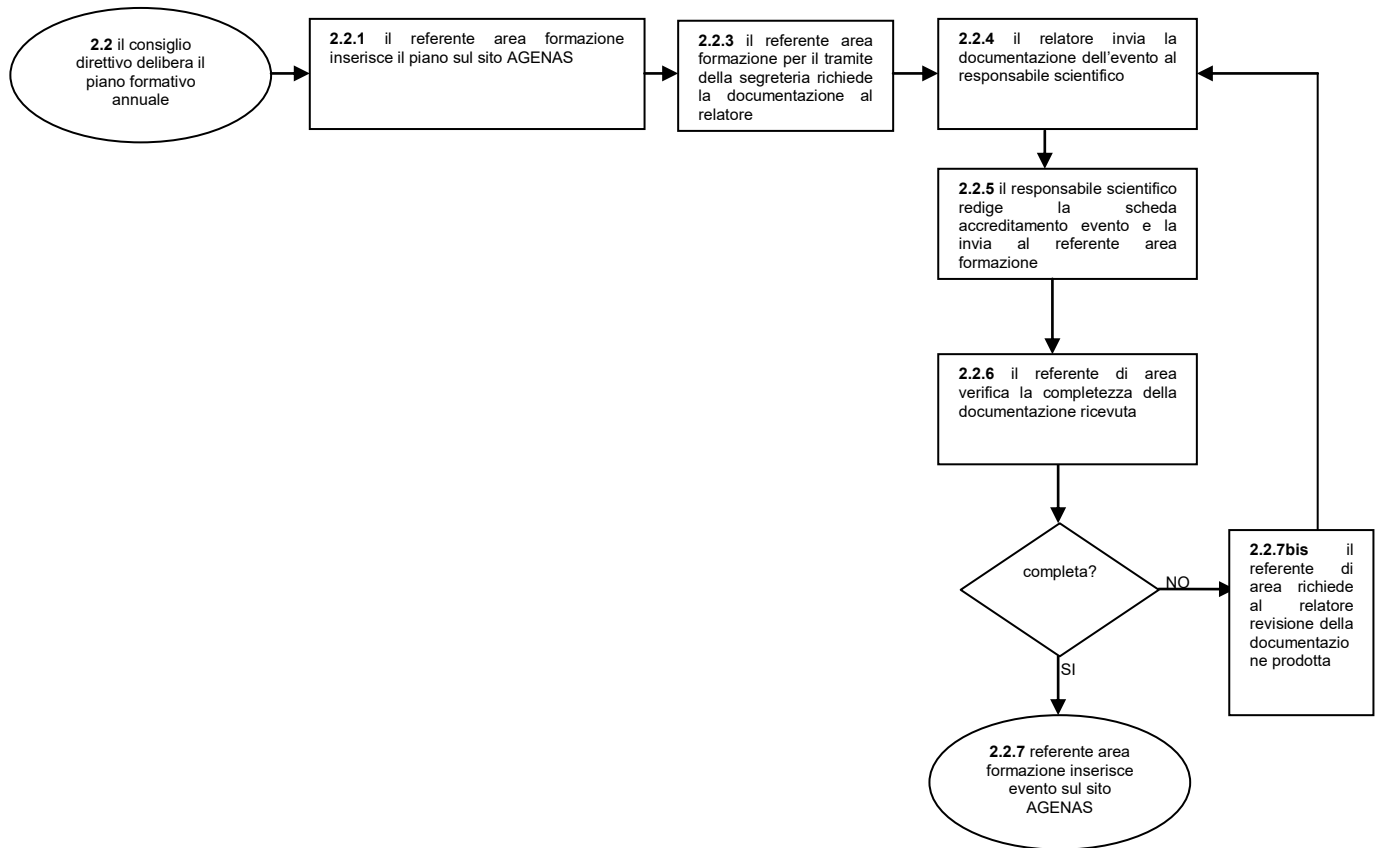 2.2 il consiglio
direttivo delibera il
piano formativo
annuale
2.2.1 il referente area formazione
inserisce il piano sul sito AGENAS
2.2.3 il referente area
formazione per il tramite
della segreteria richiede
la documentazione al
relatore
2.2.4 il relatore invia la
documentazione dell'evento al
responsabile scientifico
2.2.5 il responsabile scientifico
redige la scheda
accreditamento evento e la
invia al referente area
formazione
2.2.6 il referente di area
verifica la completezza della
documentazione ricevuta
completa?
NO
2.2.7bis il
referente di
area richiede
al relatore
revisione della
documentazio
ne prodotta
SI
2.2.7 referente area
formazione inserisce
evento sul sito
AGENAS